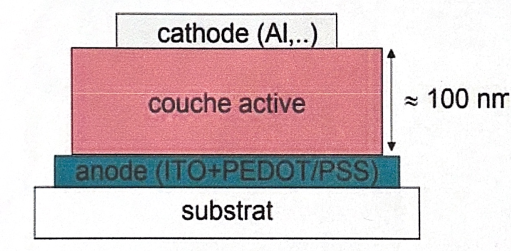 cathode (Al,..)
couche active
≈ 100 nm
anode (ITO+PEDOT/PSS)
substrat